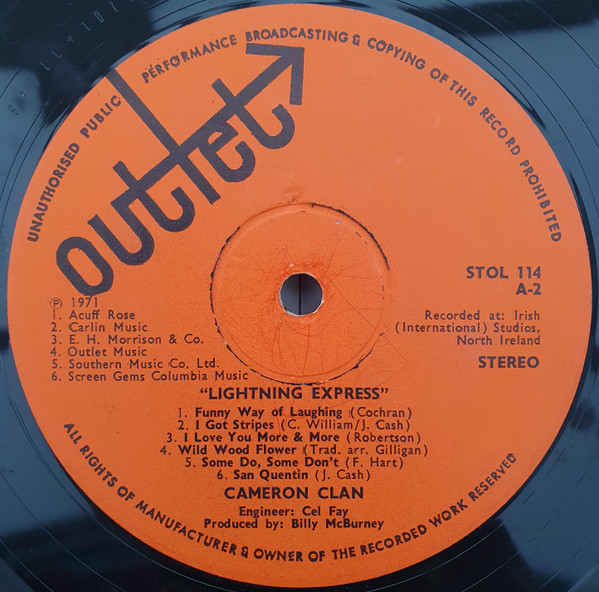 UNAUTHORISED PUBLIC PERFORMANCE BROADCASTING & COPYING OF THIS RECORD PROHIBITED
outlet
STOL 114
A-2
Ⓟ 1971
1. Acuff Rose
2. Carlin Music
3. E. H. Morrison & Co.
4. Outlet Music
5. Southern Music Co. Ltd.
6. Screen Gems Columbia Music
Recorded at: Irish
(International) Studios,
North Ireland
STEREO
"LIGHTNING EXPRESS"
1. Funny Way of Laughing (Cochran)
2. I Got Stripes (C. William/J. Cash)
3. I Love You More & More (Robertson)
4. Wild Wood Flower (Trad. arr. Gilligan)
5. Some Do, Some Don't (F. Hart)
6. San Quentin (J. Cash)
CAMERON CLAN
Engineer: Cel Fay
Produced by: Billy McBurney
ALL RIGHTS OF MANUFACTURER & OWNER OF THE RECORDED WORK RESERVED